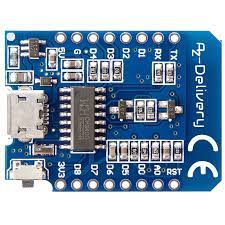 5V G D4 D3 D2 D1 RX TX
AZ-Delivery
CE
3V3 D8 D7 D6 D5 D0 A0 RST